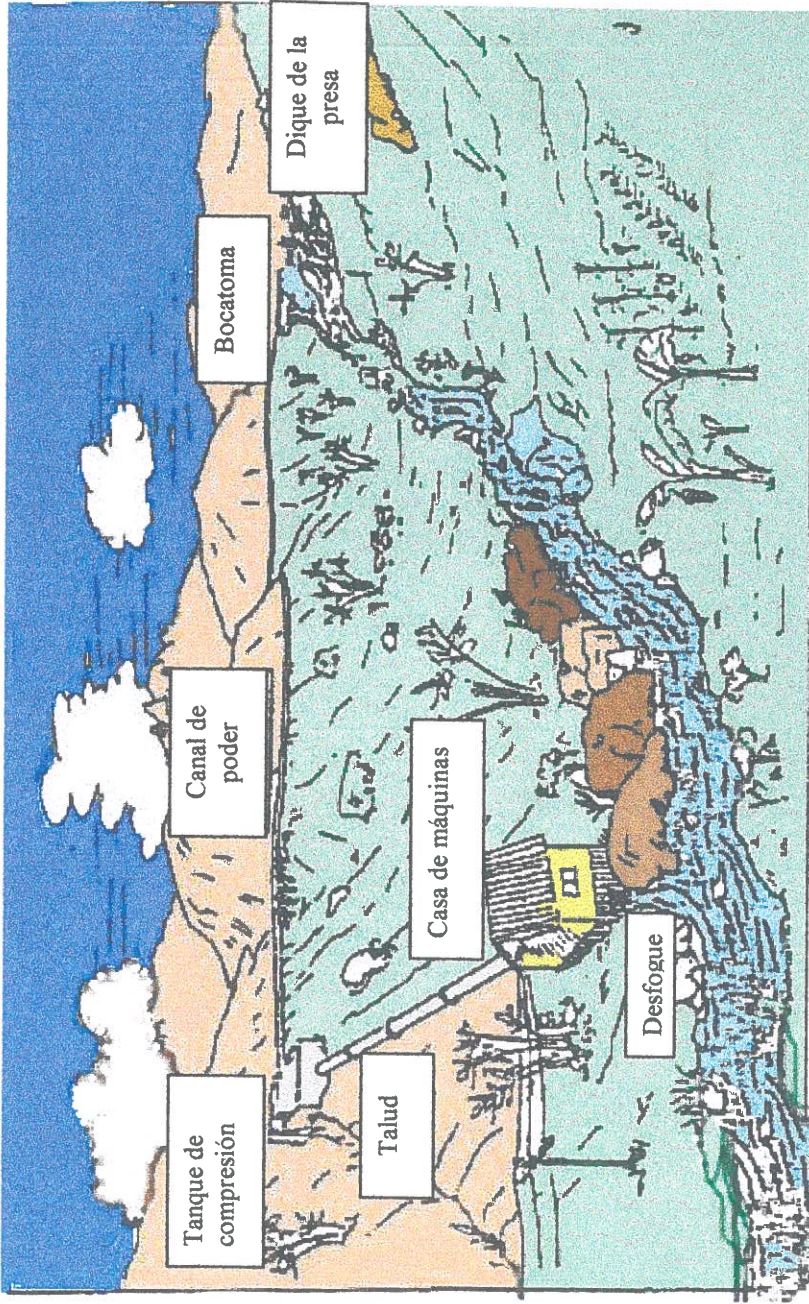 Tanque de
compresión
Canal de
poder
Bocatoma
Dique de la
presa
Talud
Casa de máquinas
Desfogue